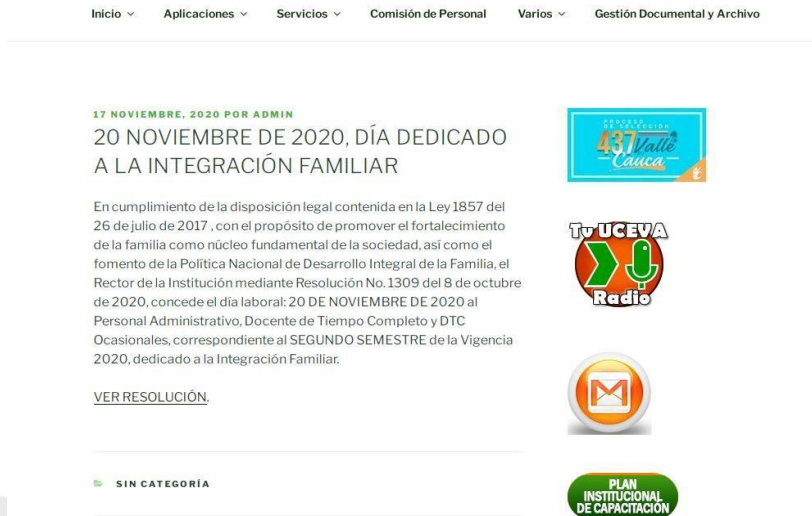 Inicio
Aplicaciones
Servicios
Comisión de Personal
Varios
Gestión Documental y Archivo
17 NOVIEMBRE, 2020 POR ADMIN
20 NOVIEMBRE DE 2020, DÍA DEDICADO
A LA INTEGRACIÓN FAMILIAR
En cumplimiento de la disposición legal contenida en la Ley 1857 del
26 de julio de 2017 , con el propósito de promover el fortalecimiento
de la familia como núcleo fundamental de la sociedad, así como el
fomento de la Política Nacional de Desarrollo Integral de la Familia, el
Rector de la Institución mediante Resolución No. 1309 del 8 de octubre
de 2020, concede el día laboral: 20 DE NOVIEMBRE DE 2020 al
Personal Administrativo, Docente de Tiempo Completo y DTC
Ocasionales, correspondiente al SEGUNDO SEMESTRE de la Vigencia
2020, dedicado a la Integración Familiar.
VER RESOLUCIÓN.
SIN CATEGORÍA
PROCESO
DE SELECCIÓN
437 Valle
Cauca
Tu UCEVA
Radio
PLAN
INSTITUCIONAL
DE CAPACITACIÓN